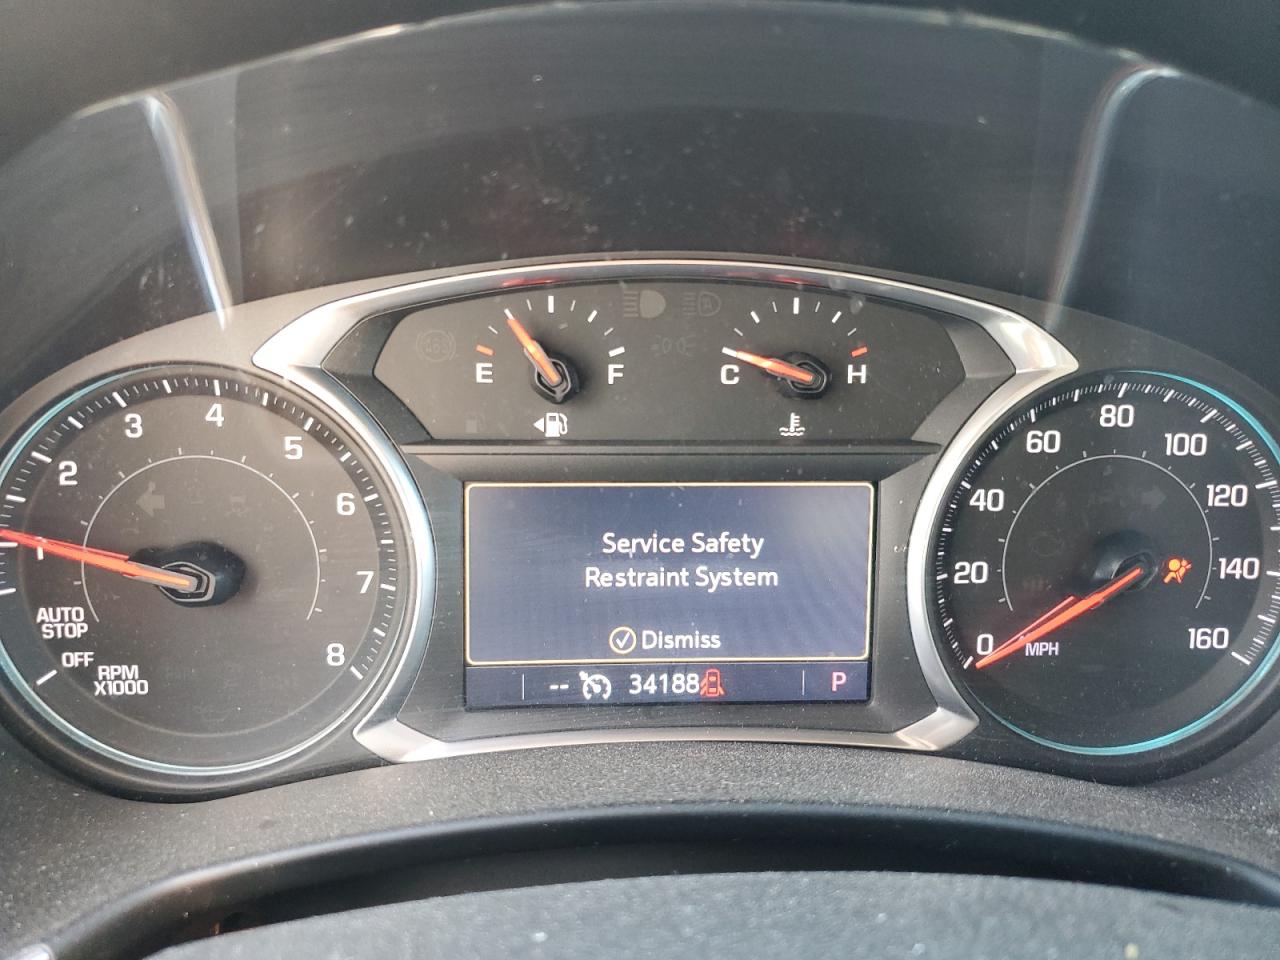 E F
C H
1 2 3 4 5 6 7 8
AUTO
STOP
OFF
RPM
X1000
Service Safety
Restraint System
Dismiss
-- 34188 P
0 20 40 60 80 100 120 140 160
MPH